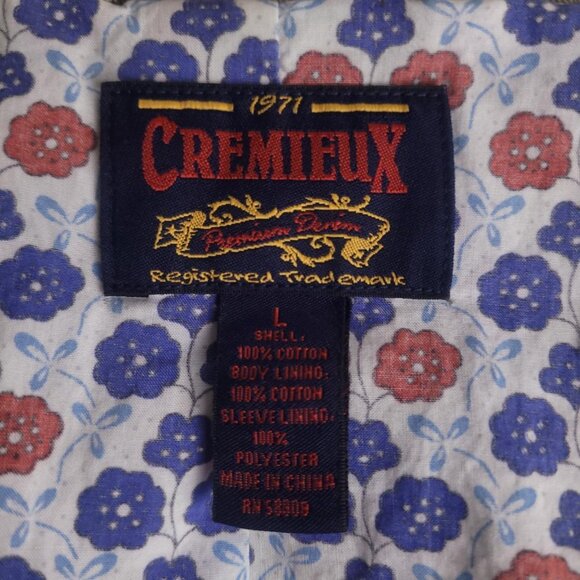 1971
CREMIEUX
Premium Denim
Registered Trademark
L
SHELL:
100% COTTON
BODY LINING:
100% COTTON
SLEEVE LINING:
100%
POLYESTER
MADE IN CHINA
RN 58909